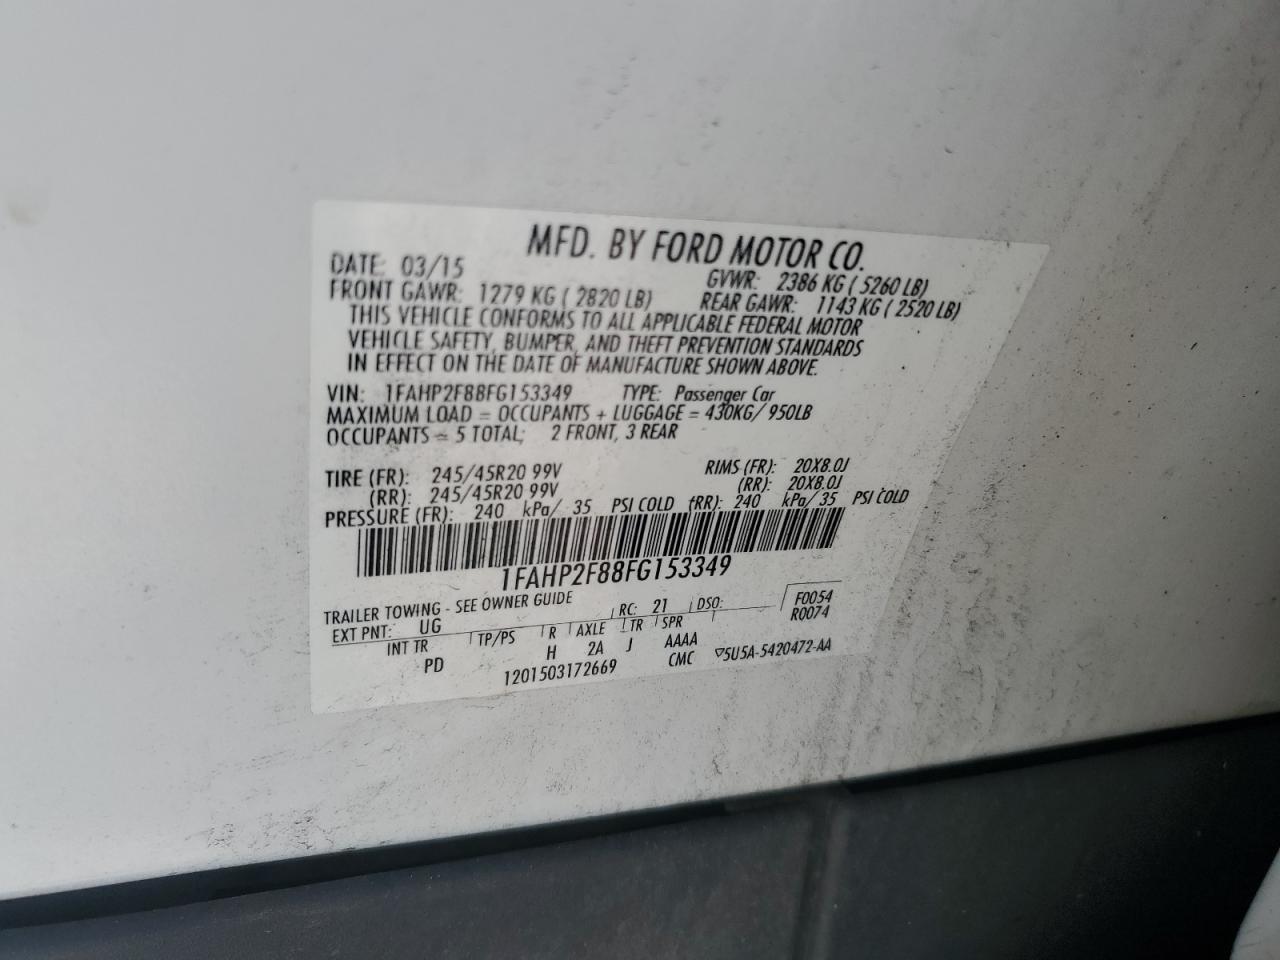 MFD. BY FORD MOTOR CO.
DATE: 03/15 GVWR: 2386 KG ( 5260 LB)
FRONT GAWR: 1279 KG ( 2820 LB) REAR GAWR: 1143 KG ( 2520 LB)
THIS VEHICLE CONFORMS TO ALL APPLICABLE FEDERAL MOTOR
VEHICLE SAFETY, BUMPER, AND THEFT PREVENTION STANDARDS
IN EFFECT ON THE DATE OF MANUFACTURE SHOWN ABOVE.
VIN: 1FAHP2F88FG153349 TYPE: Passenger Car
MAXIMUM LOAD = OCCUPANTS + LUGGAGE = 430KG/ 950LB
OCCUPANTS = 5 TOTAL; 2 FRONT, 3 REAR
TIRE (FR): 245/45R20 99V RIMS (FR): 20X8.0J
(RR): 245/45R20 99V (RR): 20X8.0J
PRESSURE (FR): 240 kPa/ 35 PSI COLD (RR): 240 kPa/ 35 PSI COLD
1FAHP2F88FG153349
TRAILER TOWING - SEE OWNER GUIDE
EXT PNT: UG RC: 21 DSO: F0054
R0074
INT TR TP/PS R AXLE TR SPR
PD H 2A J AAAA
1201503172669 CMC ▽5U5A-5420472-AA